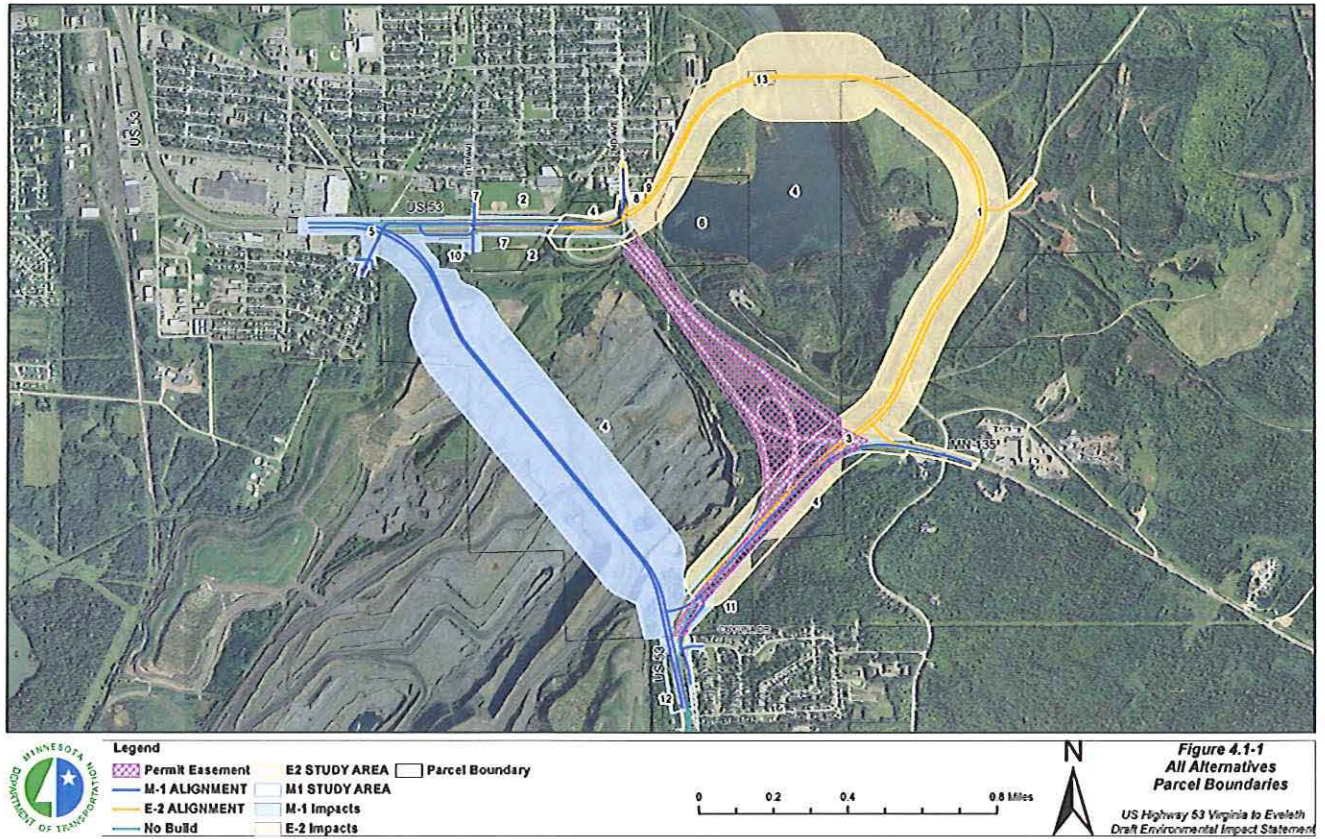 US 53
13
US 53
7
2
4
8
9
5
10
7
2
6
4
1
4
3
MN 135
4
11
US 53
12
MINNESOTA DEPARTMENT OF TRANSPORTATION
Legend
Permit Easement
E2 STUDY AREA
Parcel Boundary
M-1 ALIGNMENT
M1 STUDY AREA
E-2 ALIGNMENT
M-1 Impacts
No Build
E-2 Impacts
0 0.2 0.4 0.8 Miles
N
Figure 4.1-1
All Alternatives
Parcel Boundaries
US Highway 53 Virginia to Eveleth
Draft Environmental Impact Statement